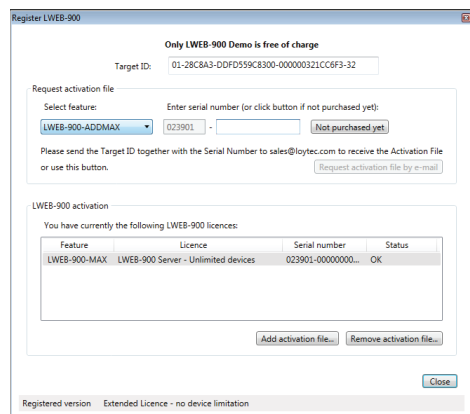 Register LWEB-900
Only LWEB-900 Demo is free of charge
Target ID: 01-28C8A3-DDFD559C8300-000000321CC6F3-32
Request activation file
Select feature: Enter serial number (or click button if not purchased yet):
LWEB-900-ADDMAX 023901 - Not purchased yet
Please send the Target ID together with the Serial Number to sales@loytec.com to receive the Activation File
or use this button. Request activation file by e-mail
LWEB-900 activation
You have currently the following LWEB-900 licences:
Feature Licence Serial number Status
LWEB-900-MAX LWEB-900 Server - Unlimited devices 023901-00000000... OK
Add activation file... Remove activation file...
Close
Registered version Extended Licence - no device limitation